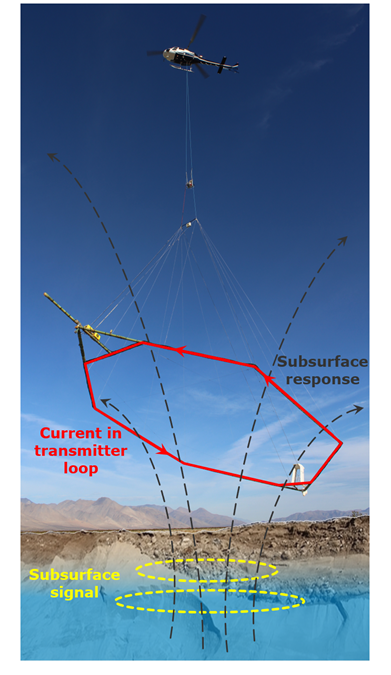 Subsurface
response
Current in
transmitter
loop
Subsurface
signal